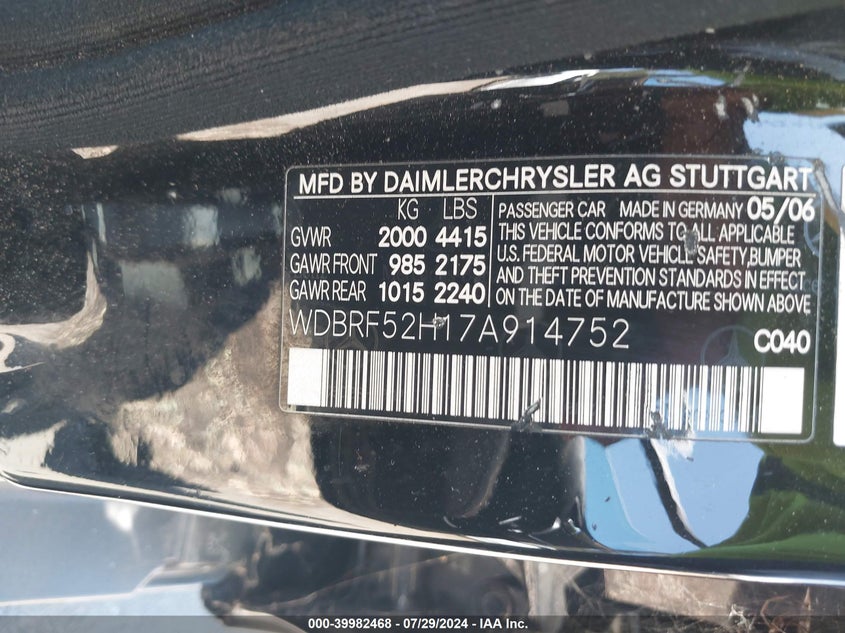 MFD BY DAIMLERCHRYSLER AG STUTTGART
KG LBS
GVWR 2000 4415
GAWR FRONT 985 2175
GAWR REAR 1015 2240
PASSENGER CAR MADE IN GERMANY 05/06
THIS VEHICLE CONFORMS TO ALL APPLICABLE
U.S. FEDERAL MOTOR VEHICLE SAFETY,BUMPER
AND THEFT PREVENTION STANDARDS IN EFFECT
ON THE DATE OF MANUFACTURE SHOWN ABOVE.
WDBRF52H17A914752
C040
000-39982468 - 07/29/2024 - IAA Inc.